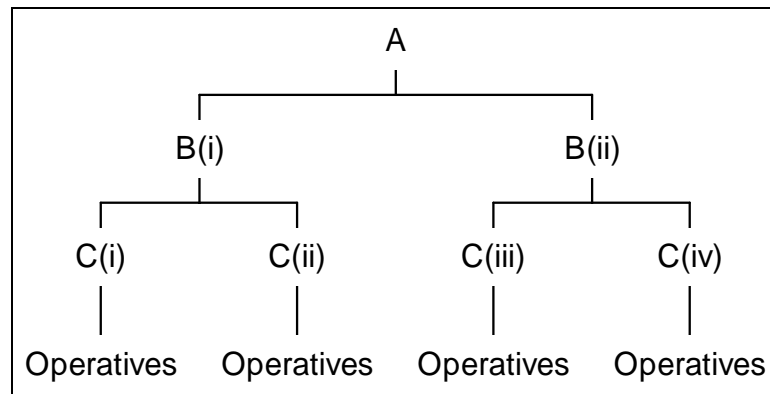 A
B(i) B(ii)
C(i) C(ii) C(iii) C(iv)
Operatives Operatives Operatives Operatives